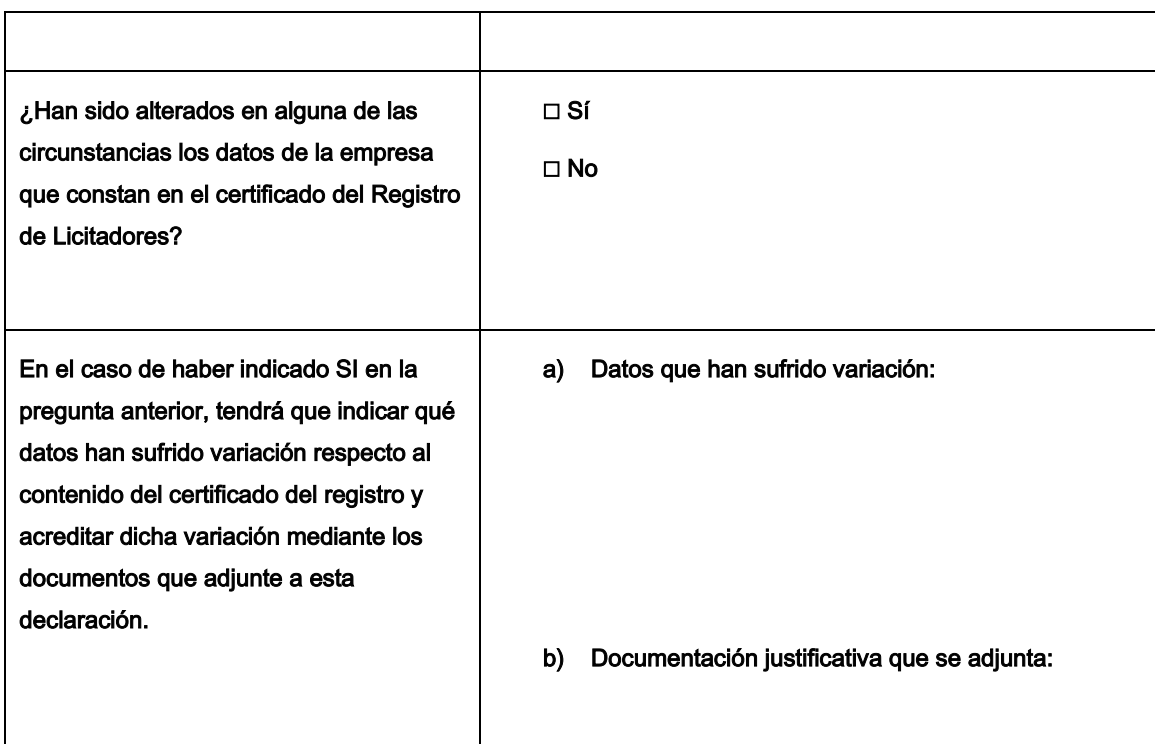 ¿Han sido alterados en alguna de las
circunstancias los datos de la empresa
que constan en el certificado del Registro
de Licitadores?
☐ Sí
☐ No
En el caso de haber indicado SI en la
pregunta anterior, tendrá que indicar qué
datos han sufrido variación respecto al
contenido del certificado del registro y
acreditar dicha variación mediante los
documentos que adjunte a esta
declaración.
a) Datos que han sufrido variación:
b) Documentación justificativa que se adjunta: